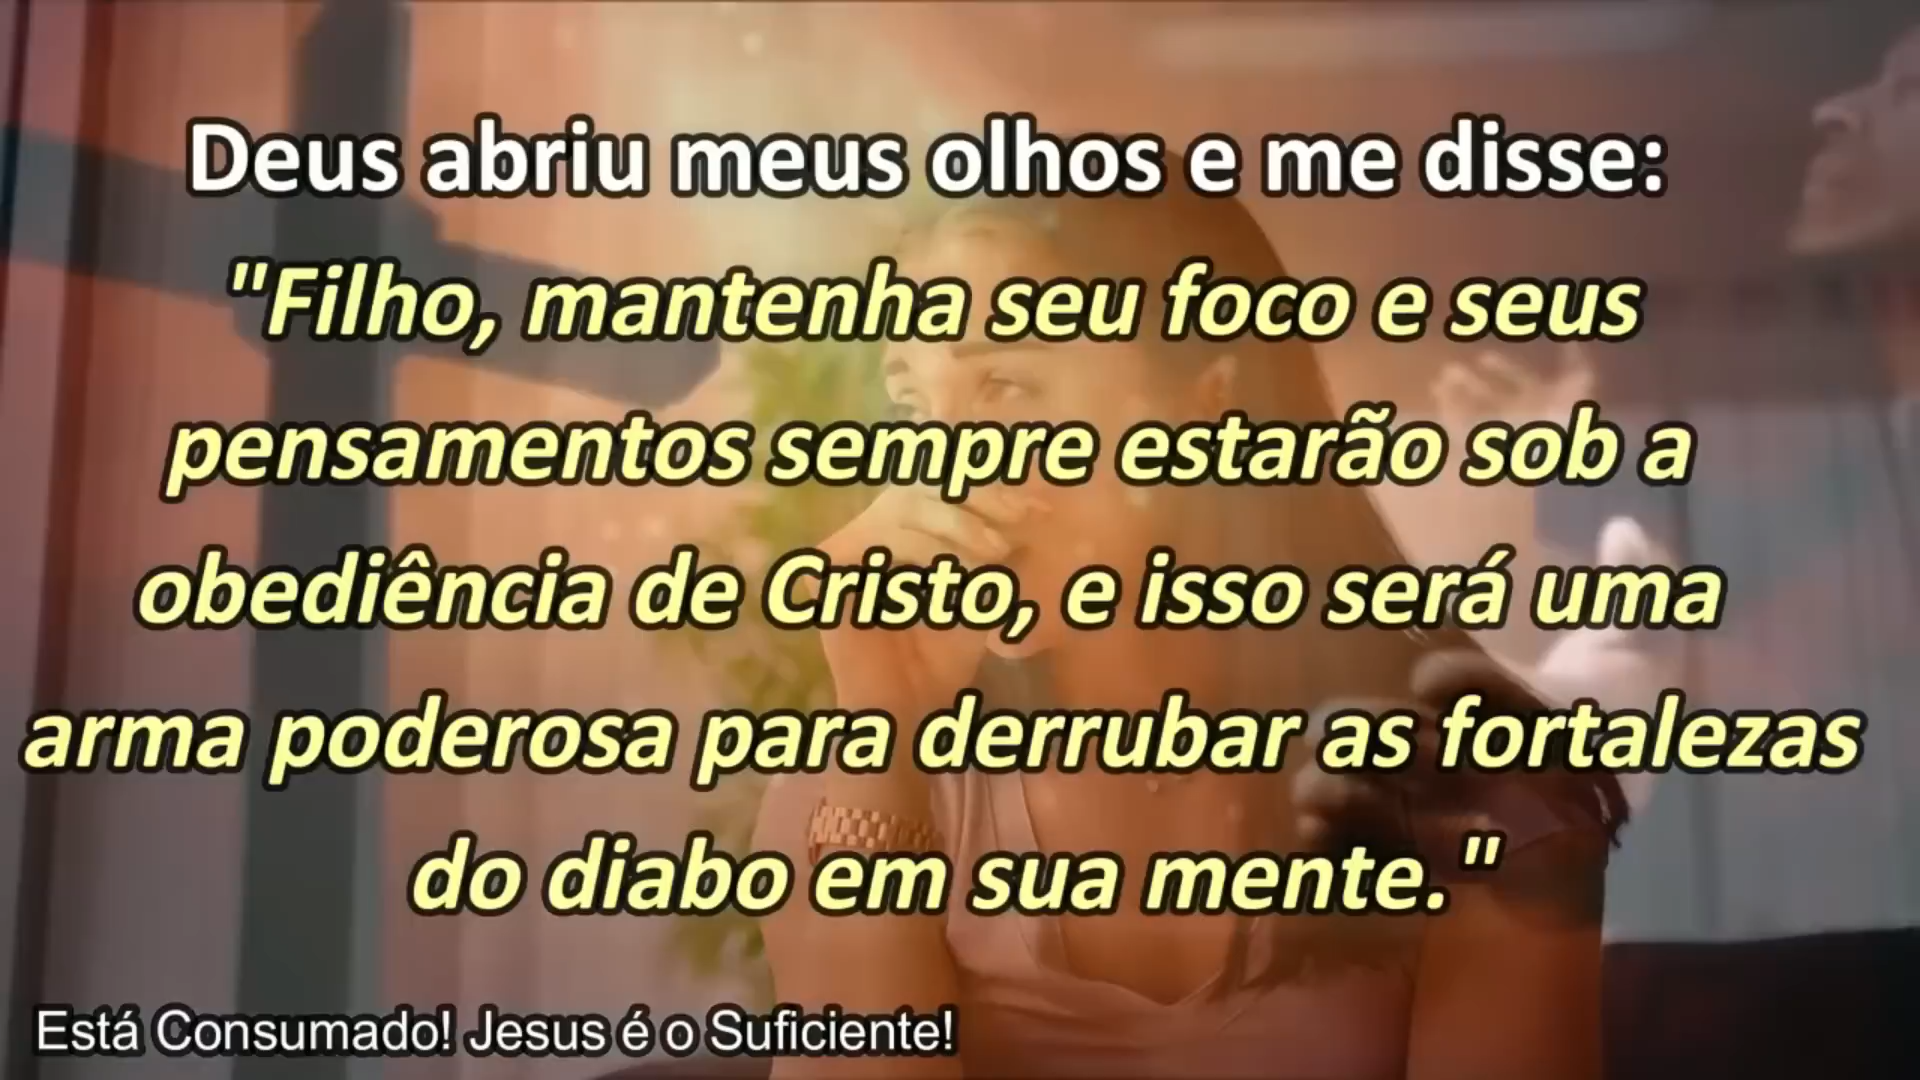 Deus abriu meus olhos e me disse:
"Filho, mantenha seu foco e seus
pensamentos sempre estarão sob a
obediência de Cristo, e isso será uma
arma poderosa para derrubar as fortalezas
do diabo em sua mente."
Está Consumado! Jesus é o Suficiente!